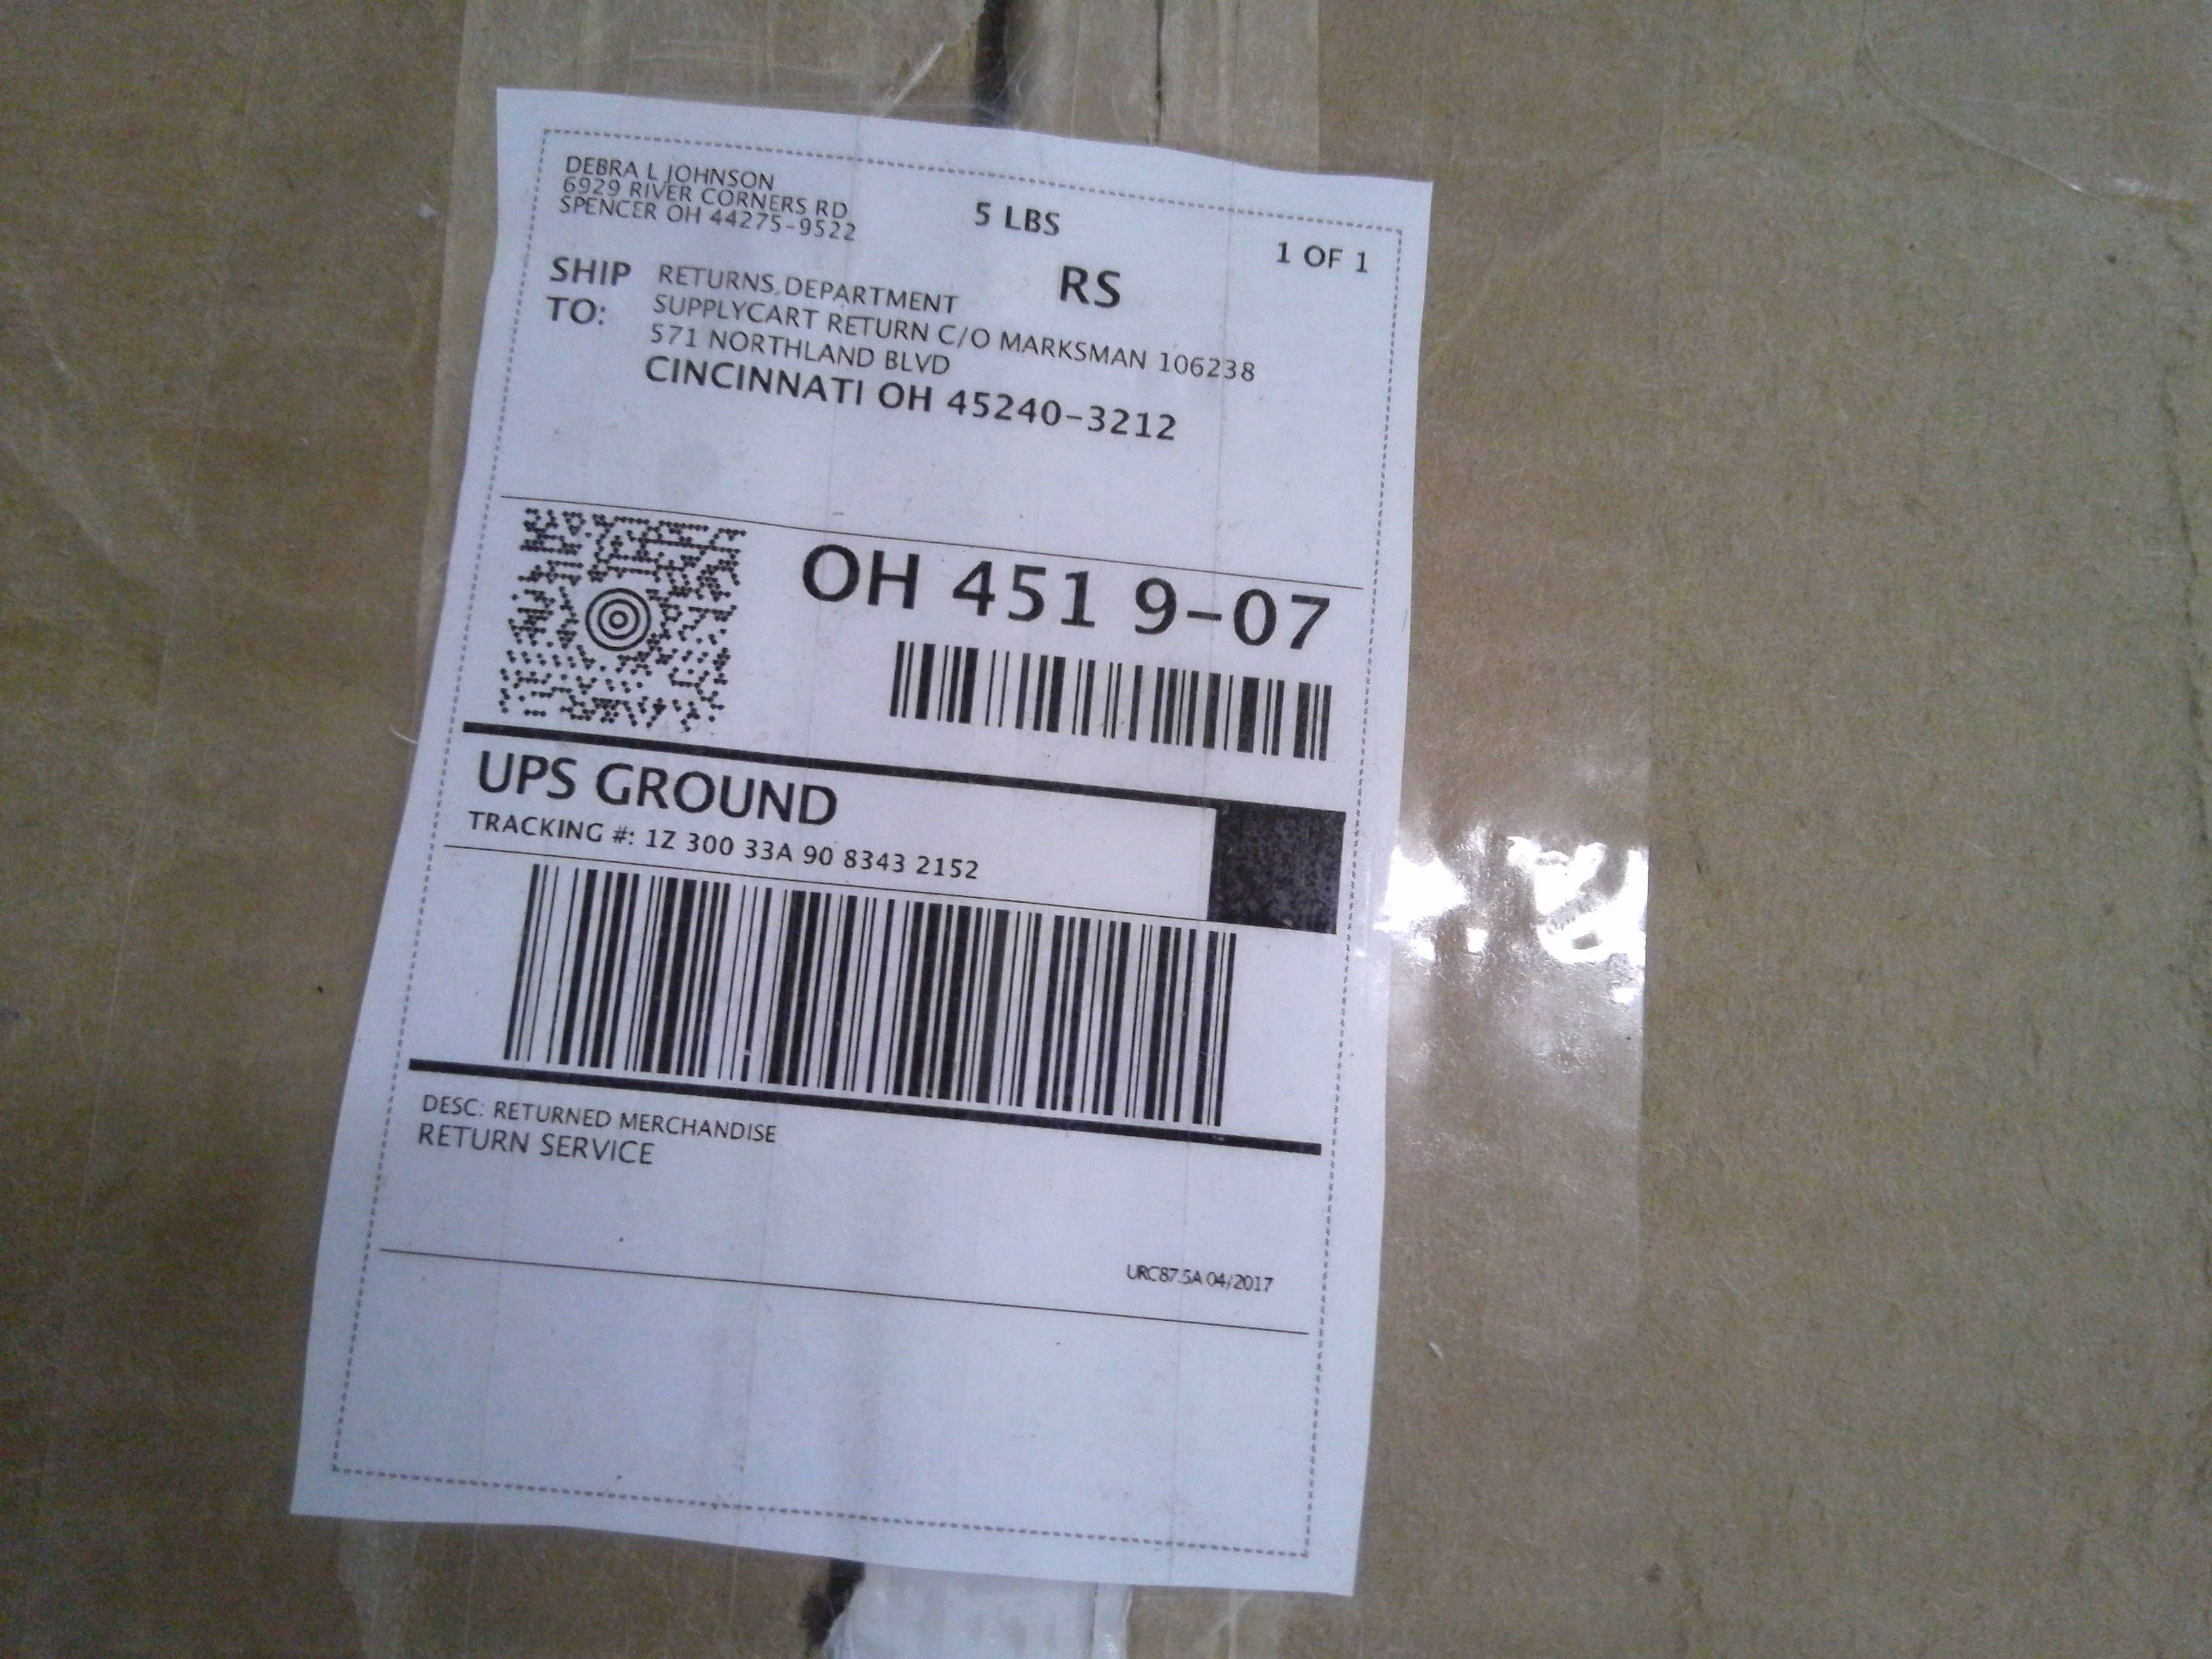 DEBRA L JOHNSON
6929 RIVER CORNERS RD
SPENCER OH 44275-9522
5 LBS
1 OF 1
RS
SHIP TO:
RETURNS DEPARTMENT
SUPPLYCART RETURN C/O MARKSMAN 106238
571 NORTHLAND BLVD
CINCINNATI OH 45240-3212
OH 451 9-07
UPS GROUND
TRACKING #: 1Z 300 33A 90 8343 2152
DESC: RETURNED MERCHANDISE
RETURN SERVICE
URC87.5A 04/2017